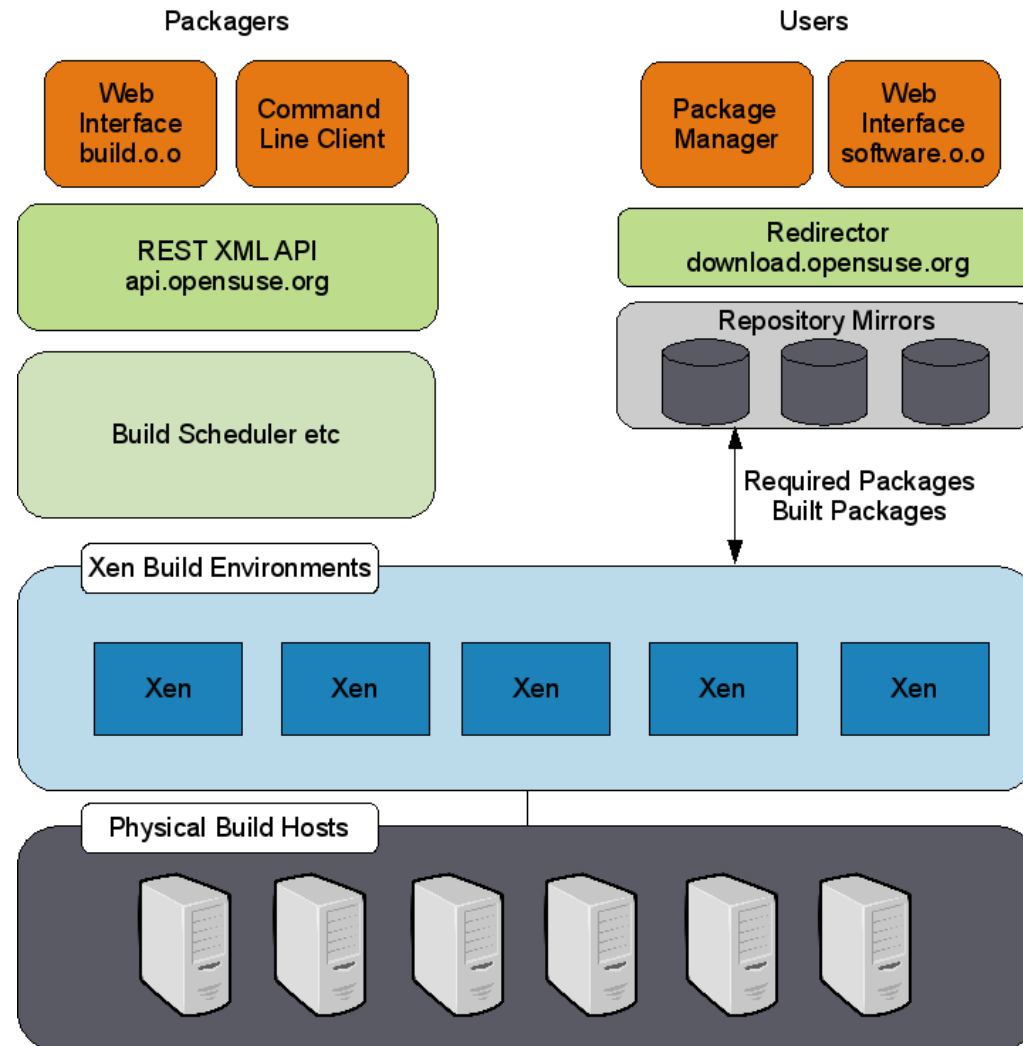 Packagers
Users
Web
Interface
build.o.o
Command
Line Client
Package
Manager
Web
Interface
software.o.o
REST XML API
api.opensuse.org
Redirector
download.opensuse.org
Repository Mirrors
Build Scheduler etc
Required Packages
Built Packages
Xen Build Environments
Xen
Xen
Xen
Xen
Xen
Physical Build Hosts